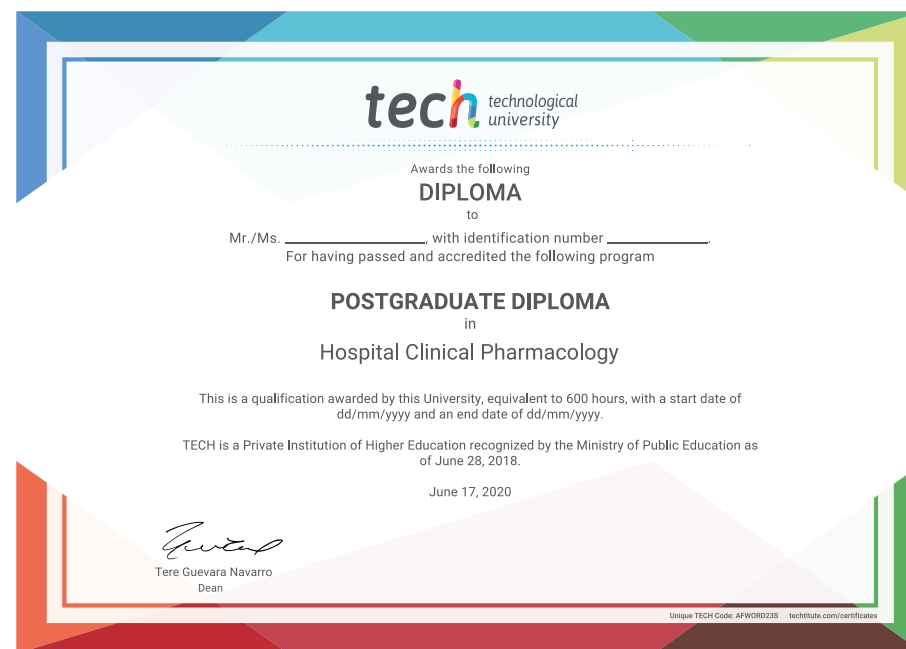 tech technological
university
Awards the following
DIPLOMA
to
Mr./Ms. ____________________, with identification number ______________.
For having passed and accredited the following program
POSTGRADUATE DIPLOMA
in
Hospital Clinical Pharmacology
This is a qualification awarded by this University, equivalent to 600 hours, with a start date of
dd/mm/yyyy and an end date of dd/mm/yyyy.
TECH is a Private Institution of Higher Education recognized by the Ministry of Public Education as
of June 28, 2018.
June 17, 2020
Tere Guevara Navarro
Dean
Unique TECH Code: AFWORD23S techtitute.com/certificates